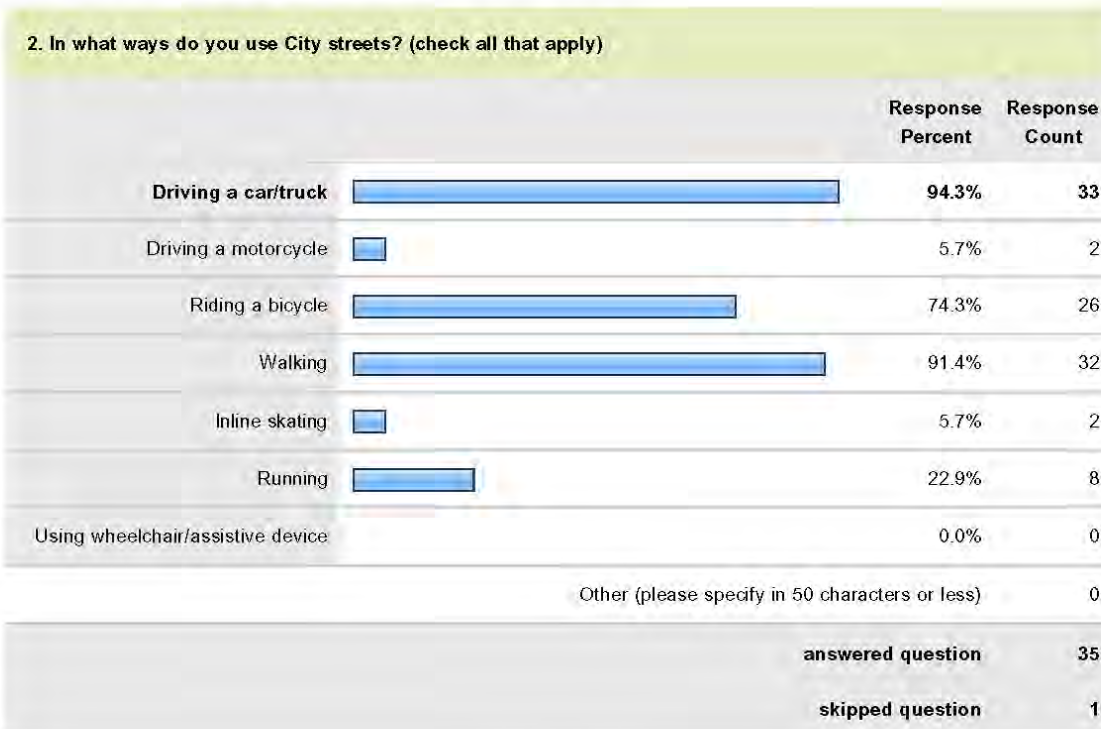 2. In what ways do you use City streets? (check all that apply)
Response Percent Response Count
Driving a car/truck 94.3% 33
Driving a motorcycle 5.7% 2
Riding a bicycle 74.3% 26
Walking 91.4% 32
Inline skating 5.7% 2
Running 22.9% 8
Using wheelchair/assistive device 0.0% 0
Other (please specify in 50 characters or less) 0
answered question 35
skipped question 1